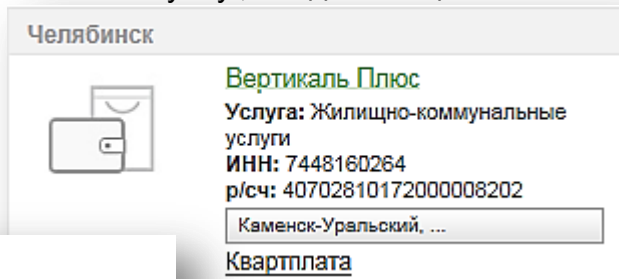 Челябинск
Вертикаль Плюс
Услуга: Жилищно-коммунальные
услуги
ИНН: 7448160264
р/сч: 40702810172000008202
Каменск-Уральский, ...
Квартплата